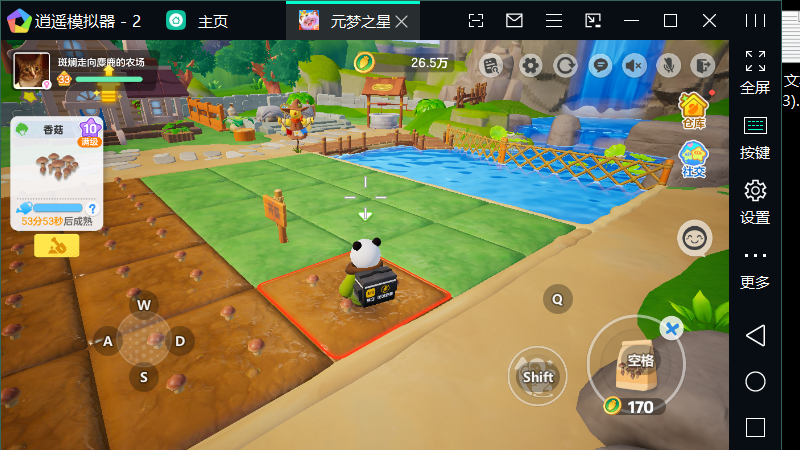 逍遥模拟器 - 2
主页
元梦之星
斑斓走向麋鹿的农场
33
26.5万
香菇
10
满级
?
53分53秒后成熟
仓库
社交
全屏
按键
设置
更多
文
3).
W
A
D
S
Q
Shift
空格
170